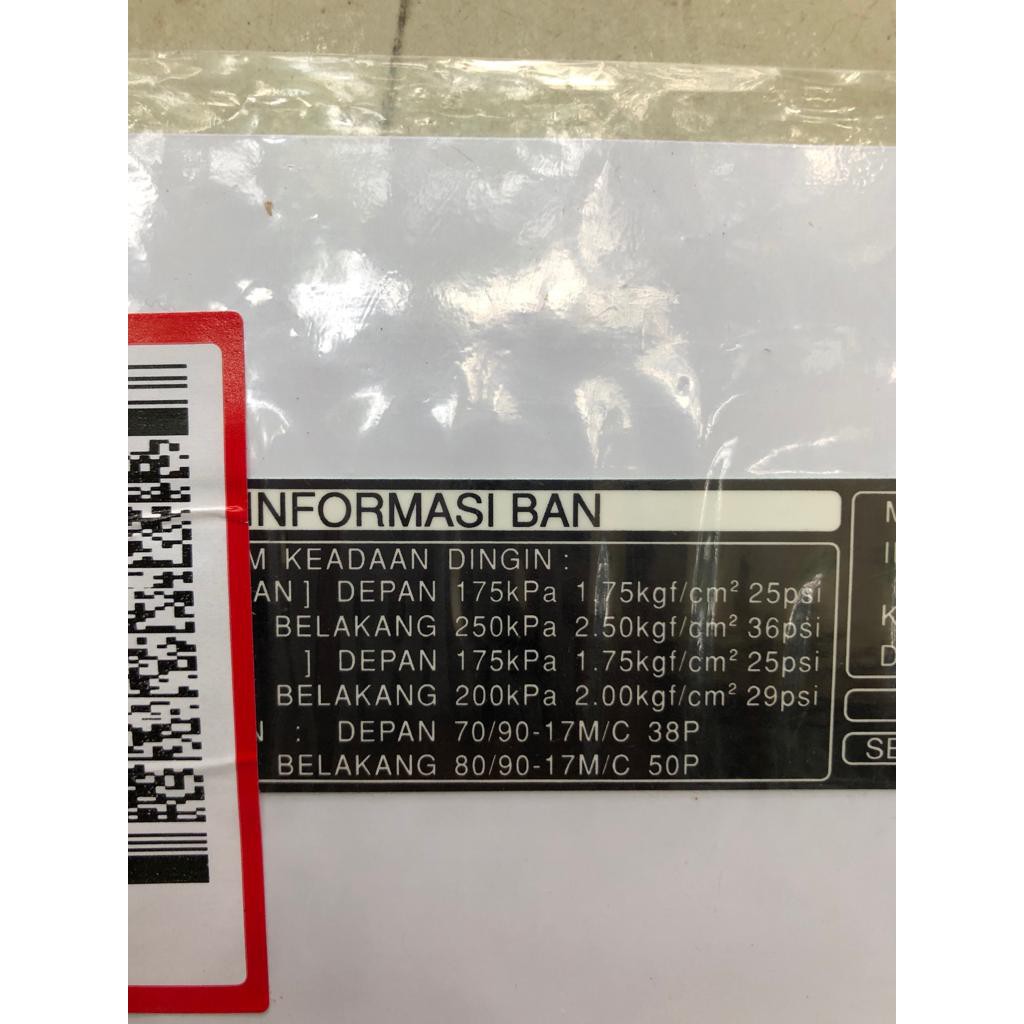 INFORMASI BAN
M KEADAAN DINGIN :
AN ] DEPAN 175kPa 1.75kgf/cm² 25psi
BELAKANG 250kPa 2.50kgf/cm² 36psi
] DEPAN 175kPa 1.75kgf/cm² 25psi
BELAKANG 200kPa 2.00kgf/cm² 29psi
N : DEPAN 70/90-17M/C 38P
BELAKANG 80/90-17M/C 50P
SE